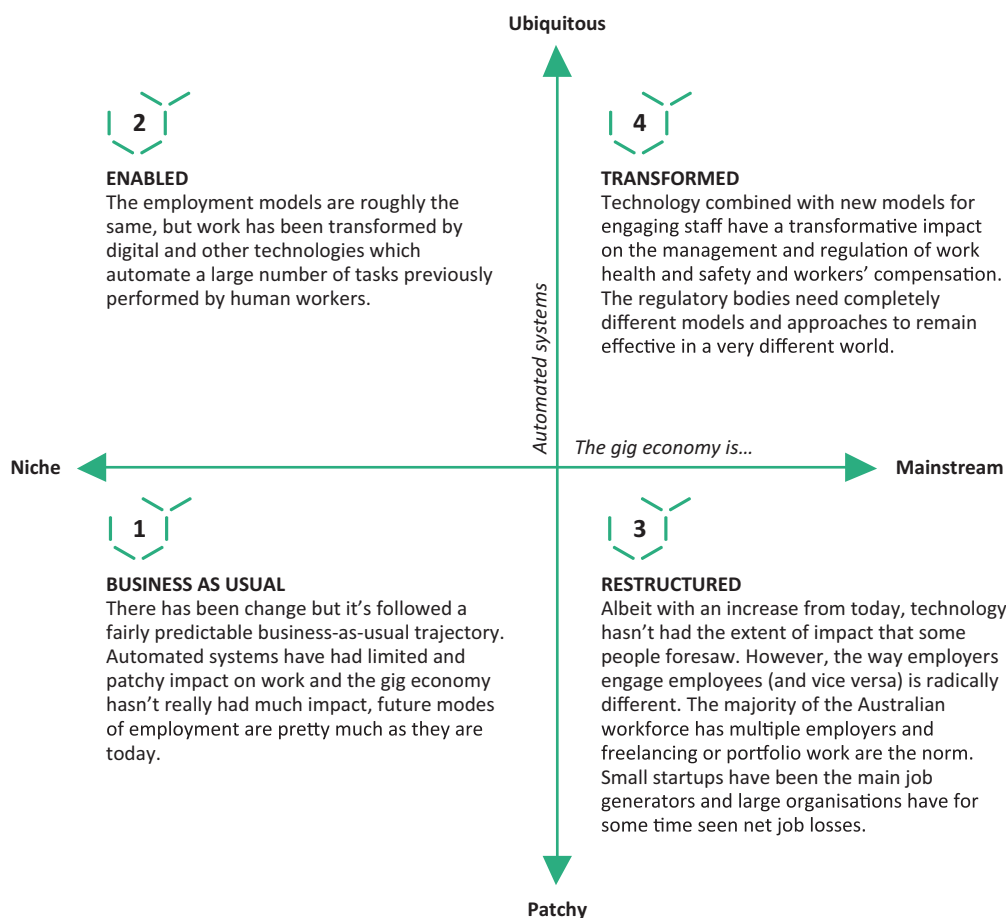 Ubiquitous
2
ENABLED
The employment models are roughly the
same, but work has been transformed by
digital and other technologies which
automate a large number of tasks previously
performed by human workers.
4
TRANSFORMED
Technology combined with new models for
engaging staff have a transformative impact
on the management and regulation of work
health and safety and workers’ compensation.
The regulatory bodies need completely
different models and approaches to remain
effective in a very different world.
Automated systems
The gig economy is...
Niche
Mainstream
1
BUSINESS AS USUAL
There has been change but it’s followed a
fairly predictable business-as-usual trajectory.
Automated systems have had limited and
patchy impact on work and the gig economy
hasn’t really had much impact, future modes
of employment are pretty much as they are
today.
3
RESTRUCTURED
Albeit with an increase from today, technology
hasn’t had the extent of impact that some
people foresaw. However, the way employers
engage employees (and vice versa) is radically
different. The majority of the Australian
workforce has multiple employers and
freelancing or portfolio work are the norm.
Small startups have been the main job
generators and large organisations have for
some time seen net job losses.
Patchy